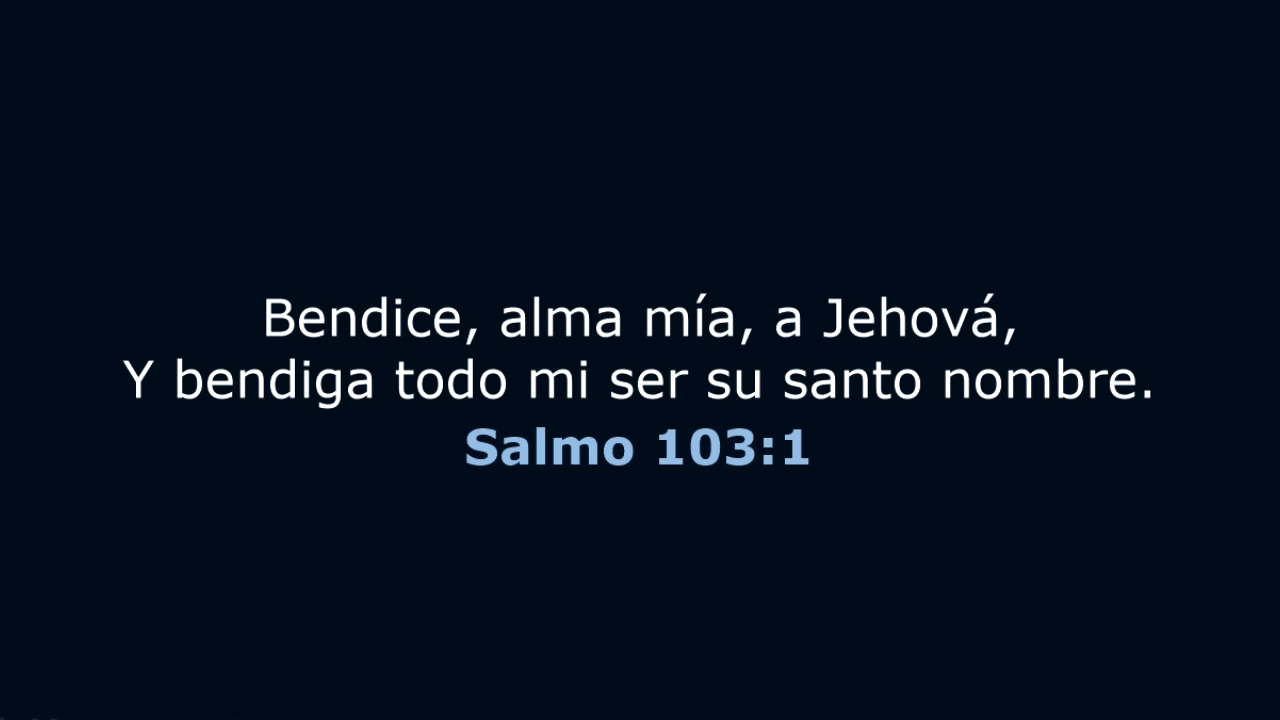 Bendice, alma mía, a Jehová,
Y bendiga todo mi ser su santo nombre.
Salmo 103:1